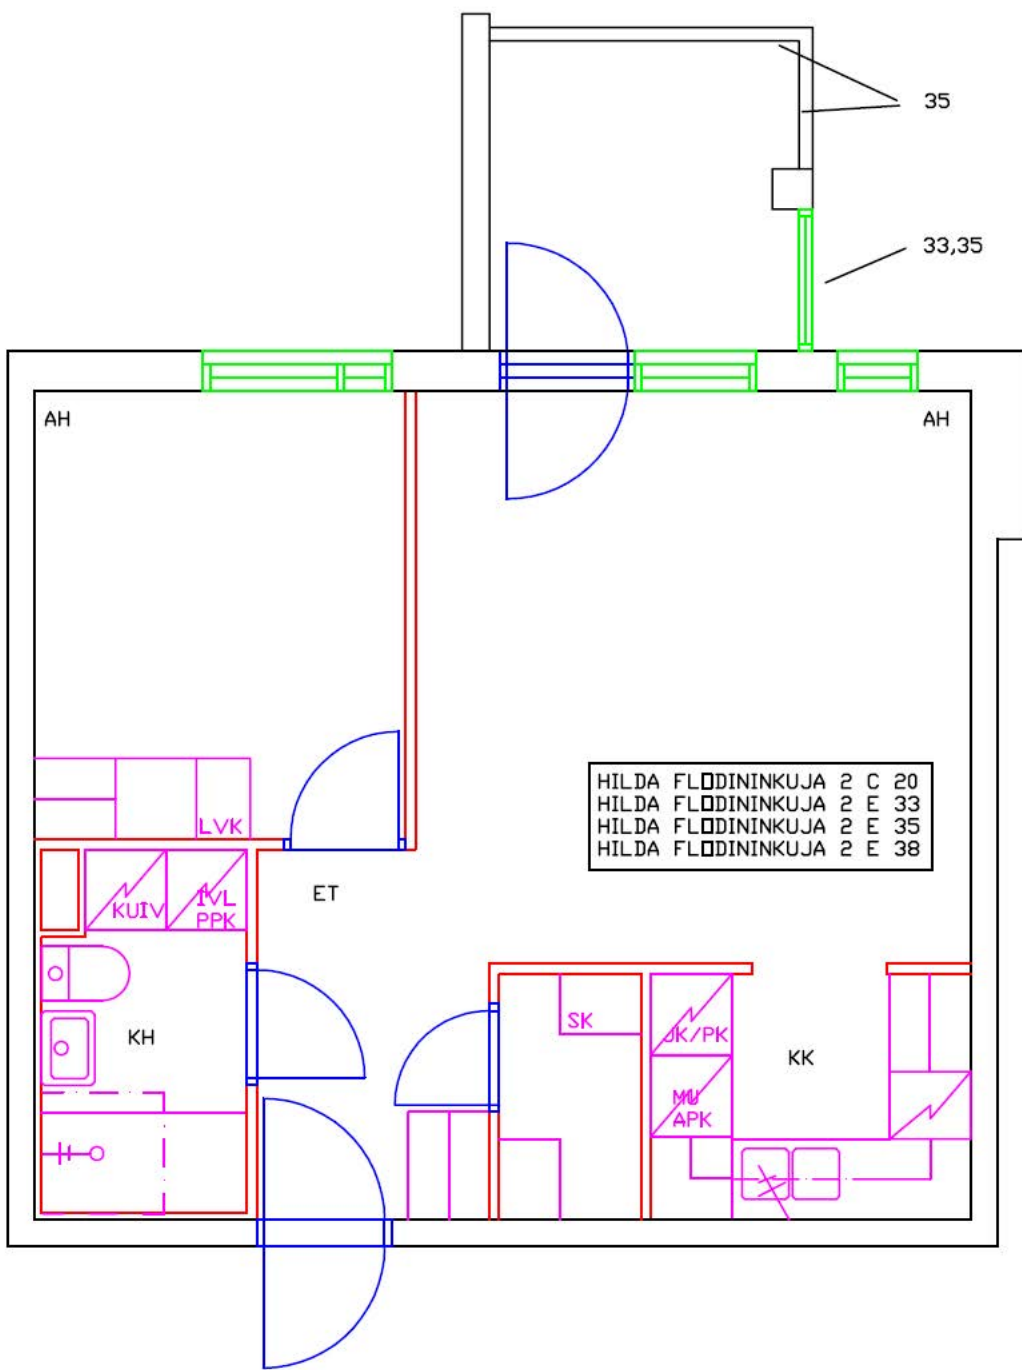 35
33,35
AH
AH
HILDA FLODININKUJA 2 C 20
HILDA FLODININKUJA 2 E 33
HILDA FLODININKUJA 2 E 35
HILDA FLODININKUJA 2 E 38
LVK
ET
KUIV
IVL
PPK
SK
JK/PK
KH
KK
MU
APK